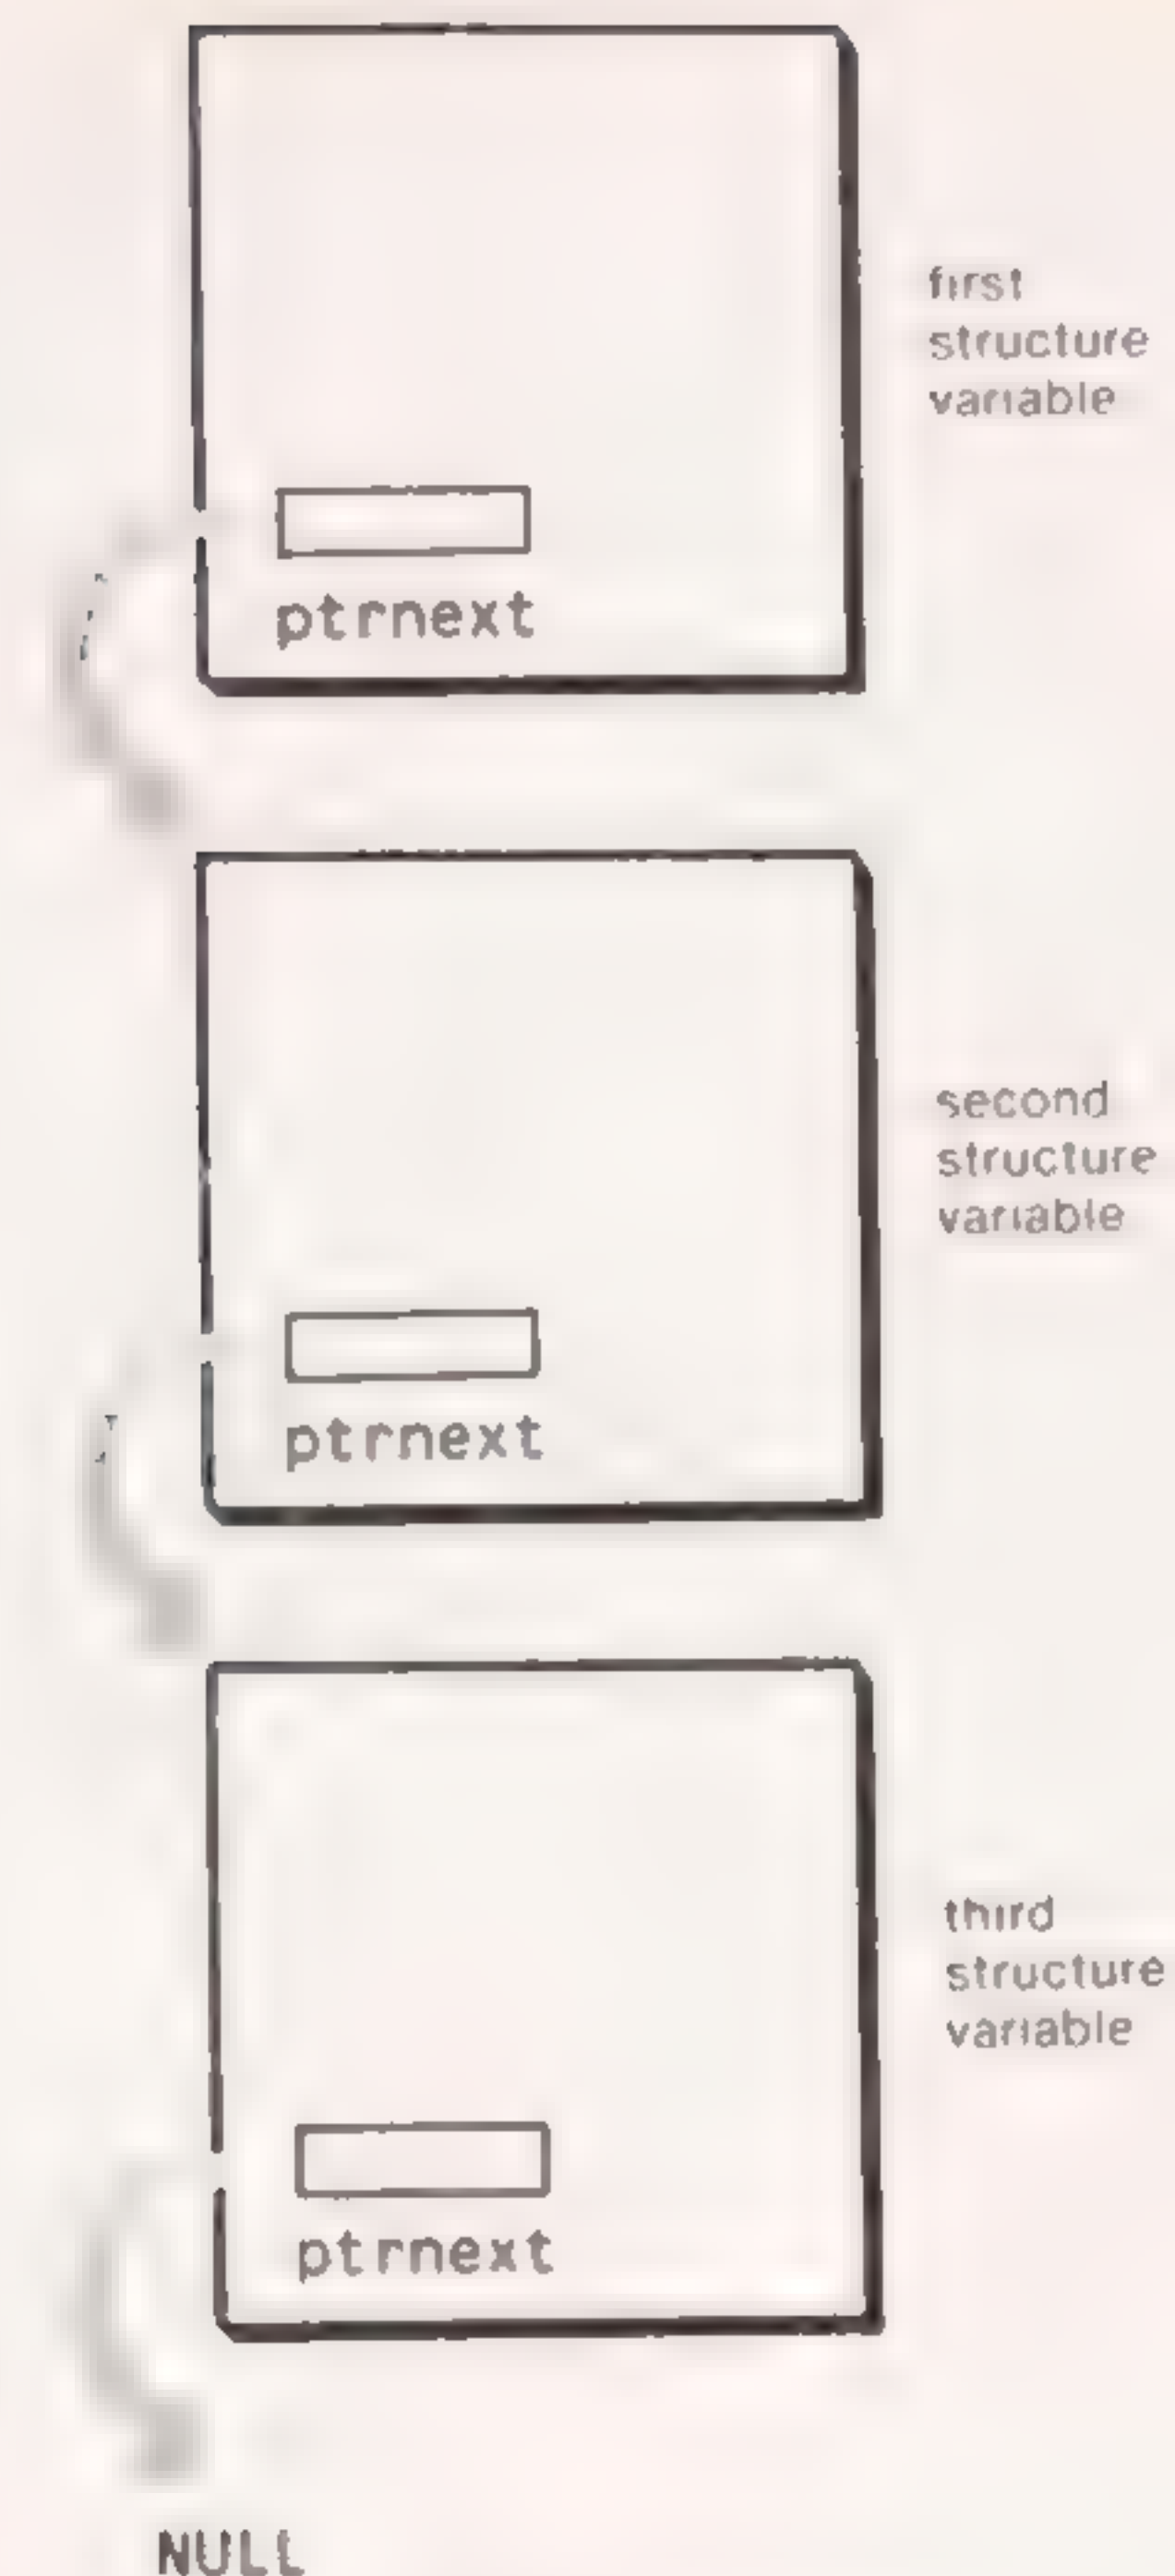 first
structure
variable
ptrnext
second
structure
variable
ptrnext
third
structure
variable
ptrnext
NULL